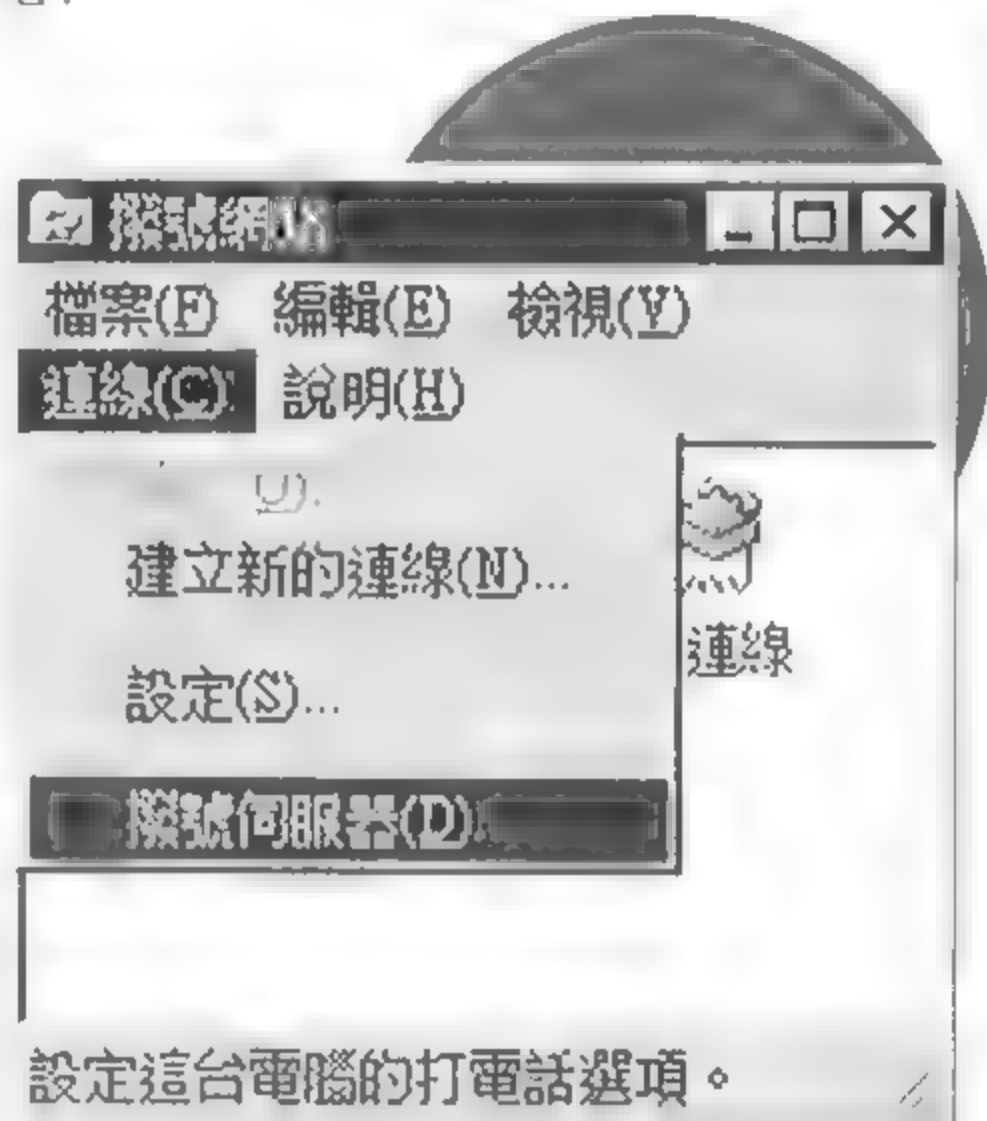 撥號網
檔案(F) 編輯(E) 檢視(V)
連線(C) 說明(H)
建立新的連線(N)...
連線
設定(S)...
撥號伺服器(D)
設定這台電腦的打電話選項。